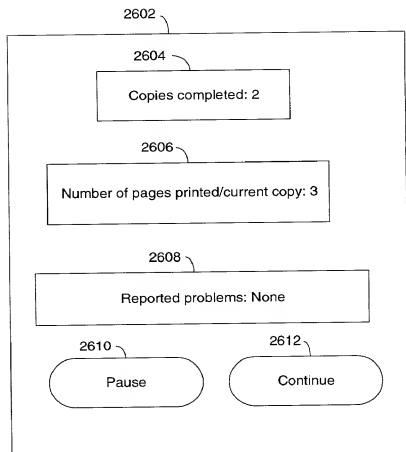 2602
2604
Copies completed: 2
2606
Number of pages printed/current copy: 3
2608
Reported problems: None
2610
2612
Pause
Continue